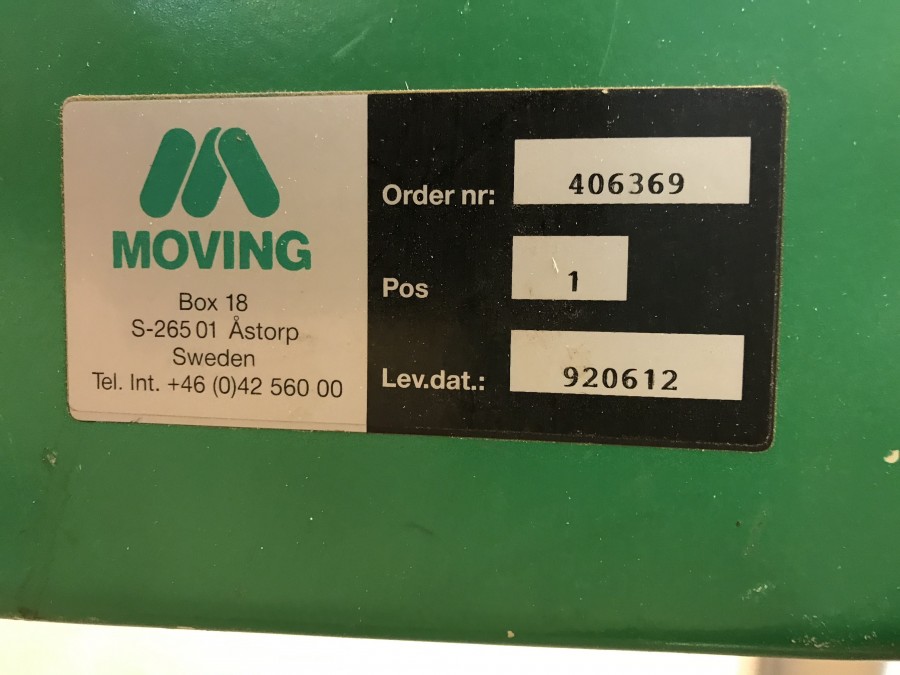 MOVING
Box 18
S-265 01 Åstorp
Sweden
Tel. Int. +46 (0)42 560 00
Order nr: 406369
Pos 1
Lev.dat.: 920612